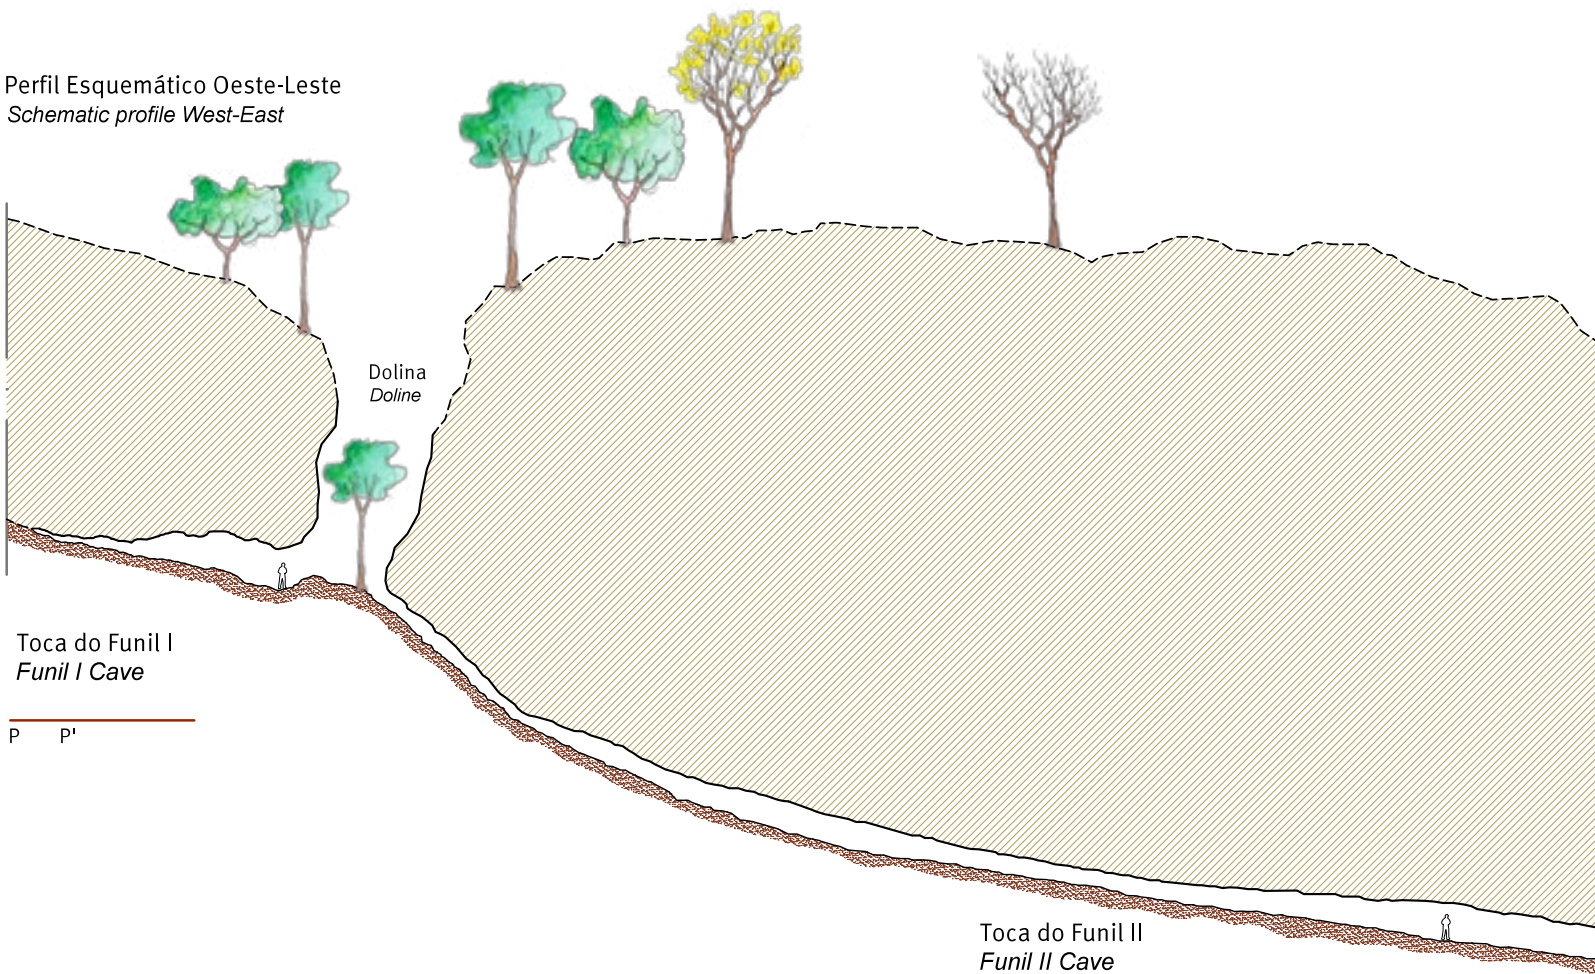 Perfil Esquemático Oeste-Leste
Schematic profile West-East
Dolina
Doline
Toca do Funil I
Funil I Cave
P P'
Toca do Funil II
Funil II Cave